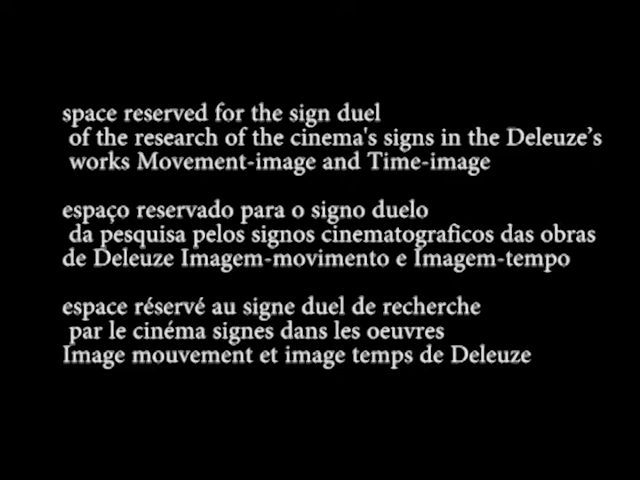 space reserved for the sign duel
of the research of the cinema's signs in the Deleuze's
works Movement-image and Time-image
espaço reservado para o signo duelo
da pesquisa pelos signos cinematograficos das obras
de Deleuze Imagem-movimento e Imagem-tempo
espace réservé au signe duel de recherche
par le cinéma signes dans les oeuvres
Image mouvement et image temps de Deleuze